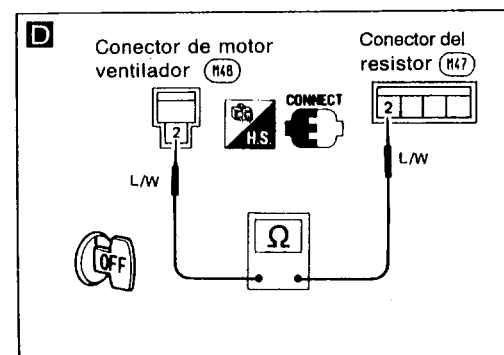 D
Conector de motor
ventilador M48
Conector del
resistor M47
CONNECT
H.S.
2
2
L/W
L/W
Ω
OFF